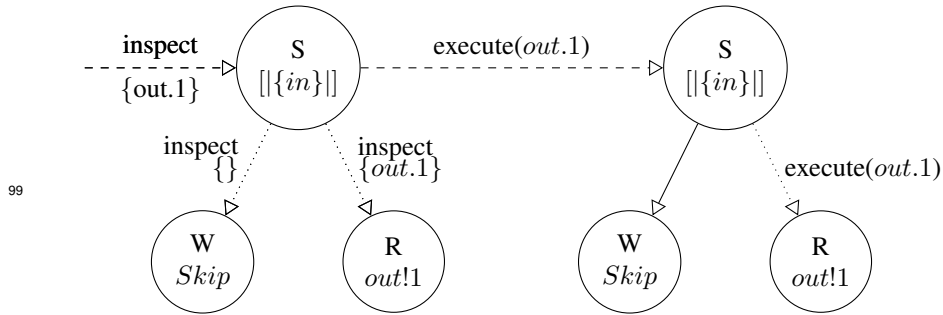 inspect
{out.1}
S
[|{in}|]
execute(out.1)
S
[|{in}|]
inspect
{}
inspect
{out.1}
execute(out.1)
99
W
Skip
R
out!1
W
Skip
R
out!1